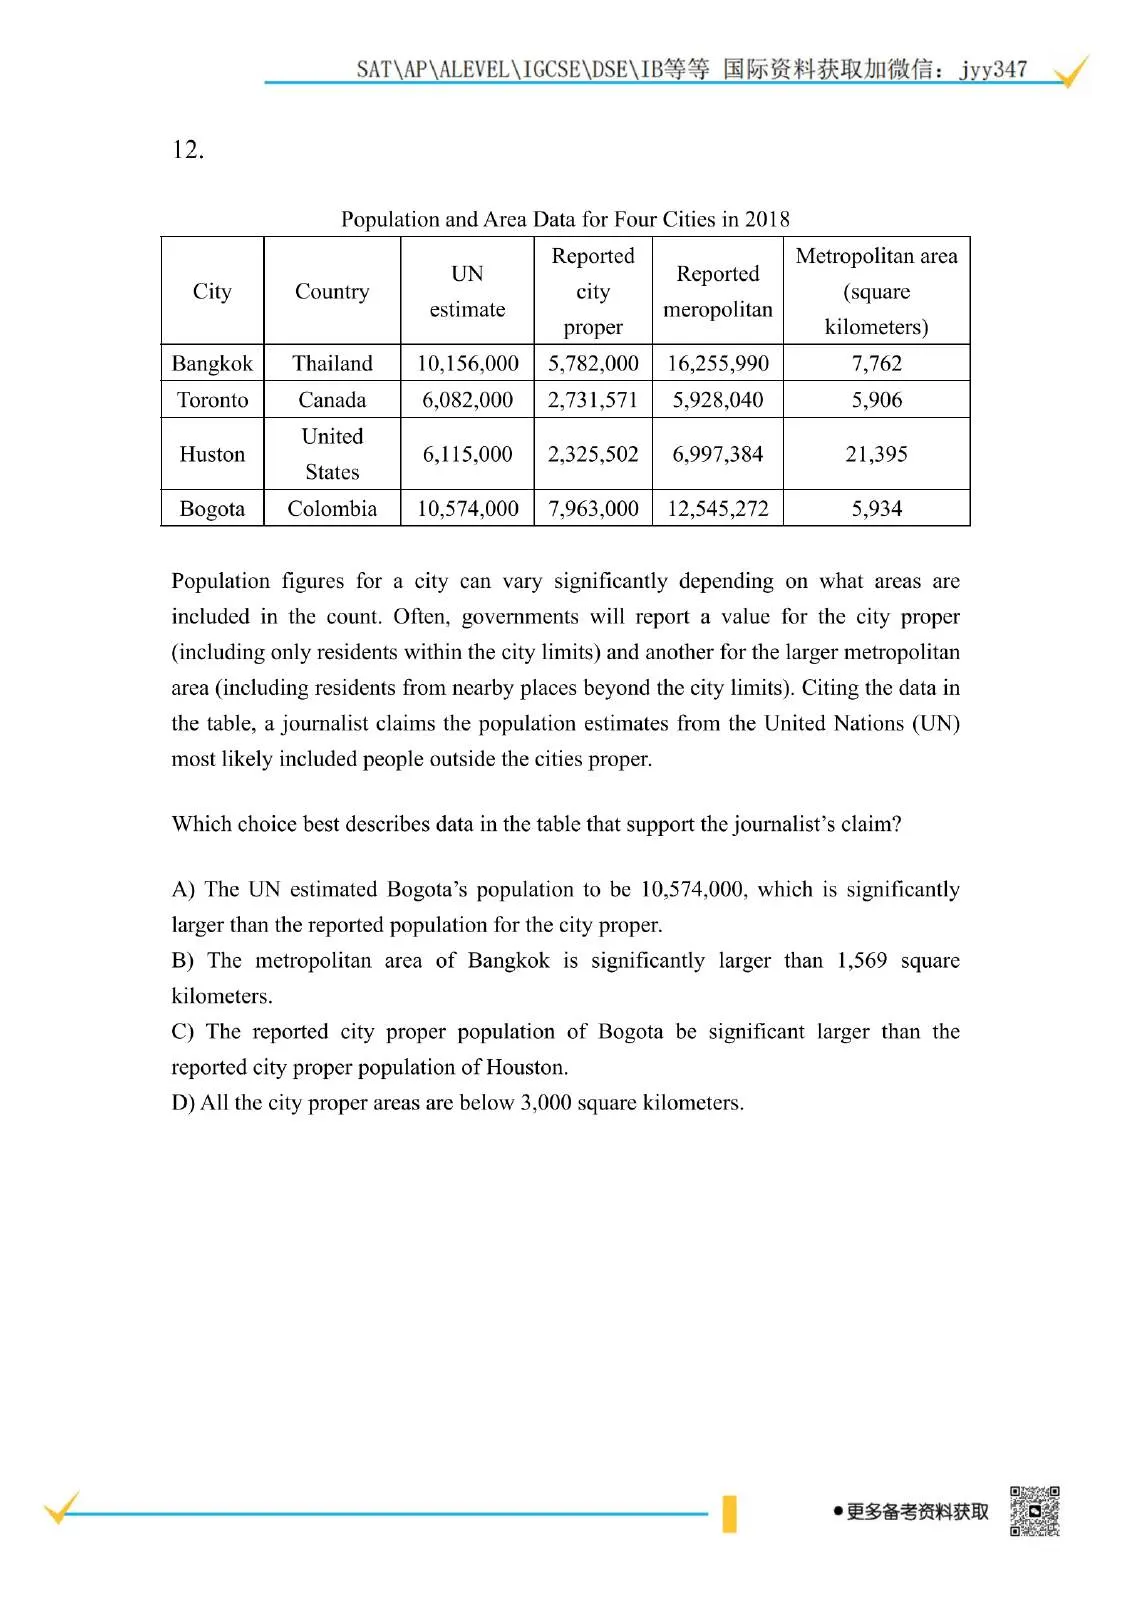 SAT\AP\ALEVEL\IGCSE\DSE\IB等等 国际资料获取加微信：jyy347
12.
Population and Area Data for Four Cities in 2018
City Country UN estimate Reported city proper Reported meropolitan Metropolitan area (square kilometers)
Bangkok Thailand 10,156,000 5,782,000 16,255,990 7,762
Toronto Canada 6,082,000 2,731,571 5,928,040 5,906
Huston United States 6,115,000 2,325,502 6,997,384 21,395
Bogota Colombia 10,574,000 7,963,000 12,545,272 5,934
Population figures for a city can vary significantly depending on what areas are
included in the count. Often, governments will report a value for the city proper
(including only residents within the city limits) and another for the larger metropolitan
area (including residents from nearby places beyond the city limits). Citing the data in
the table, a journalist claims the population estimates from the United Nations (UN)
most likely included people outside the cities proper.
Which choice best describes data in the table that support the journalist’s claim?
A) The UN estimated Bogota’s population to be 10,574,000, which is significantly
larger than the reported population for the city proper.
B) The metropolitan area of Bangkok is significantly larger than 1,569 square
kilometers.
C) The reported city proper population of Bogota be significant larger than the
reported city proper population of Houston.
D) All the city proper areas are below 3,000 square kilometers.
●更多备考资料获取